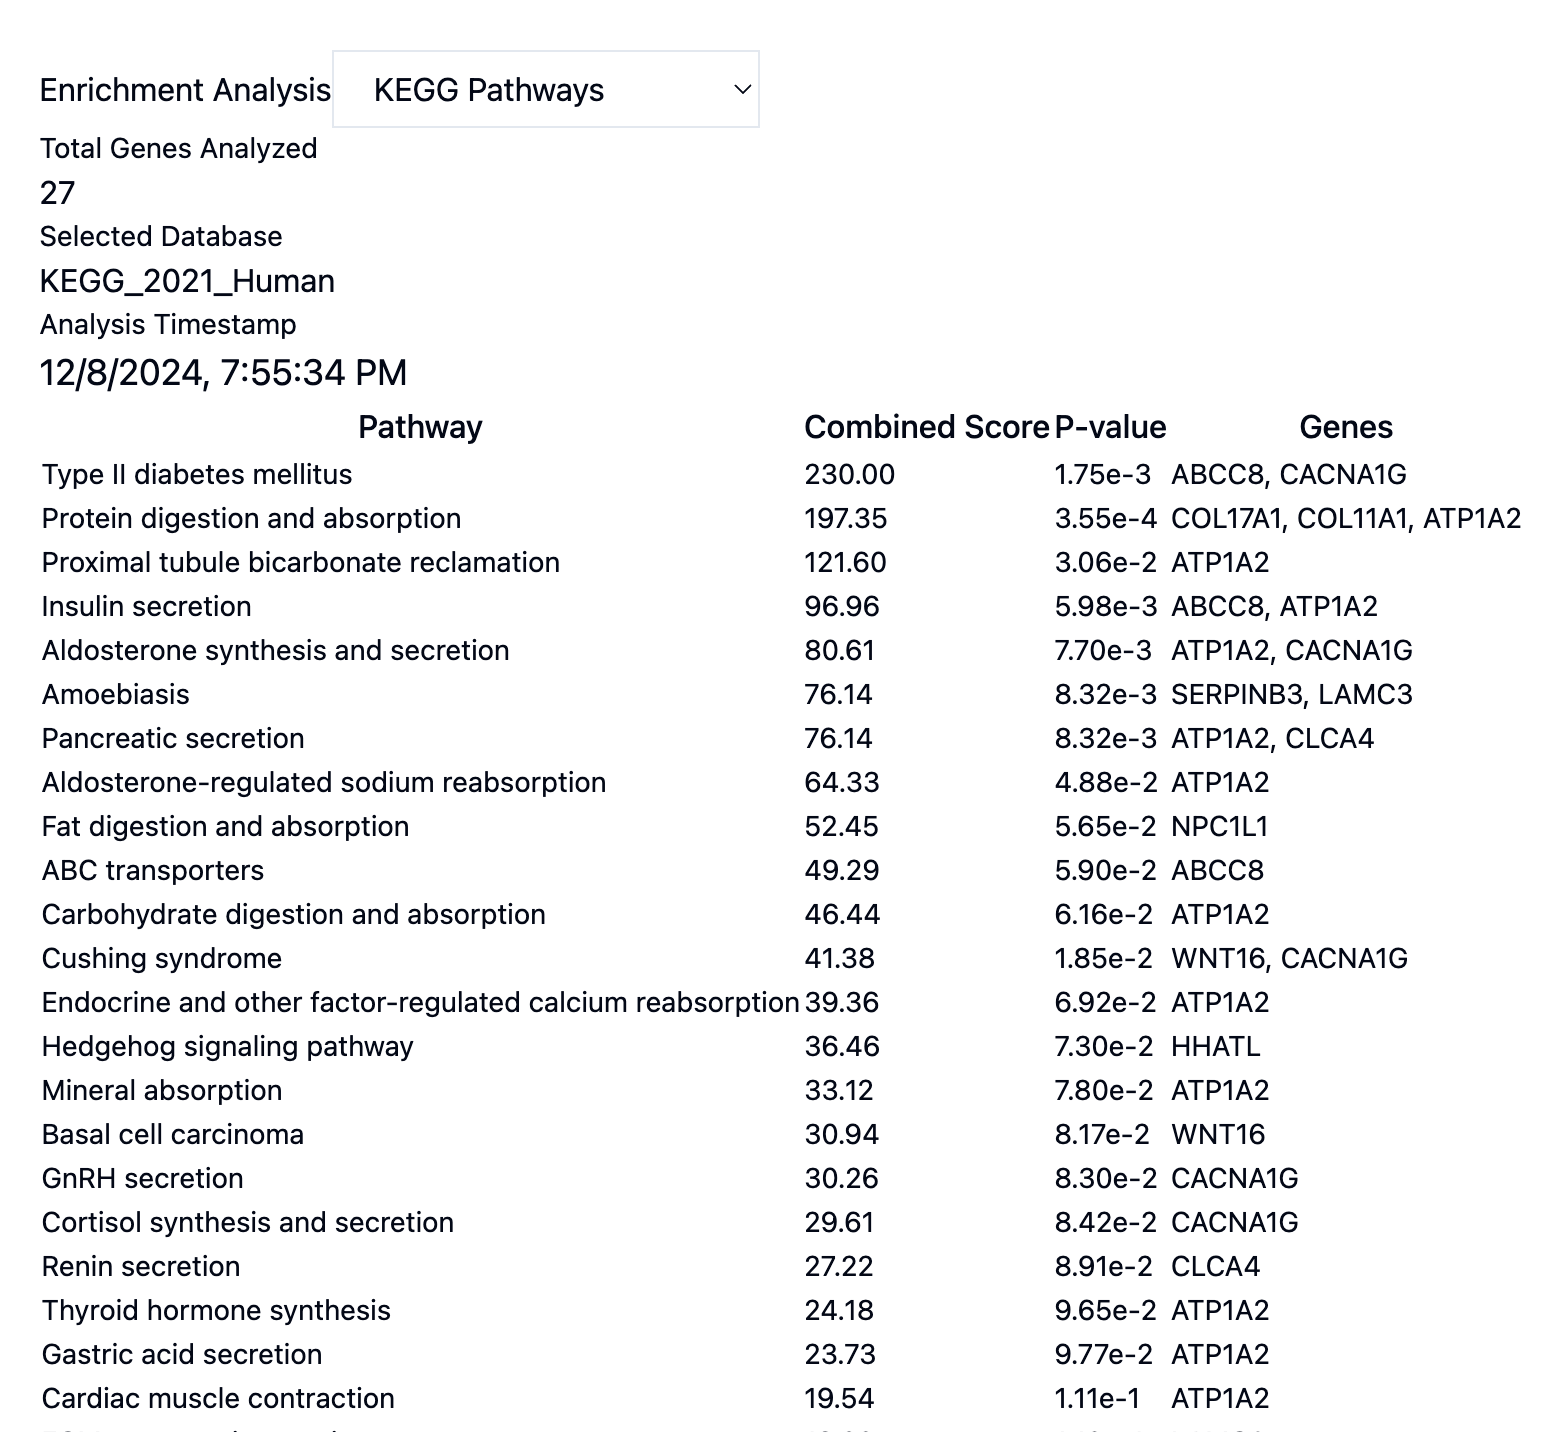 Enrichment Analysis KEGG Pathways
Total Genes Analyzed
27
Selected Database
KEGG_2021_Human
Analysis Timestamp
12/8/2024, 7:55:34 PM
Pathway Combined Score P-value Genes
Type II diabetes mellitus 230.00 1.75e-3 ABCC8, CACNA1G
Protein digestion and absorption 197.35 3.55e-4 COL17A1, COL11A1, ATP1A2
Proximal tubule bicarbonate reclamation 121.60 3.06e-2 ATP1A2
Insulin secretion 96.96 5.98e-3 ABCC8, ATP1A2
Aldosterone synthesis and secretion 80.61 7.70e-3 ATP1A2, CACNA1G
Amoebiasis 76.14 8.32e-3 SERPINB3, LAMC3
Pancreatic secretion 76.14 8.32e-3 ATP1A2, CLCA4
Aldosterone-regulated sodium reabsorption 64.33 4.88e-2 ATP1A2
Fat digestion and absorption 52.45 5.65e-2 NPC1L1
ABC transporters 49.29 5.90e-2 ABCC8
Carbohydrate digestion and absorption 46.44 6.16e-2 ATP1A2
Cushing syndrome 41.38 1.85e-2 WNT16, CACNA1G
Endocrine and other factor-regulated calcium reabsorption 39.36 6.92e-2 ATP1A2
Hedgehog signaling pathway 36.46 7.30e-2 HHATL
Mineral absorption 33.12 7.80e-2 ATP1A2
Basal cell carcinoma 30.94 8.17e-2 WNT16
GnRH secretion 30.26 8.30e-2 CACNA1G
Cortisol synthesis and secretion 29.61 8.42e-2 CACNA1G
Renin secretion 27.22 8.91e-2 CLCA4
Thyroid hormone synthesis 24.18 9.65e-2 ATP1A2
Gastric acid secretion 23.73 9.77e-2 ATP1A2
Cardiac muscle contraction 19.54 1.11e-1 ATP1A2